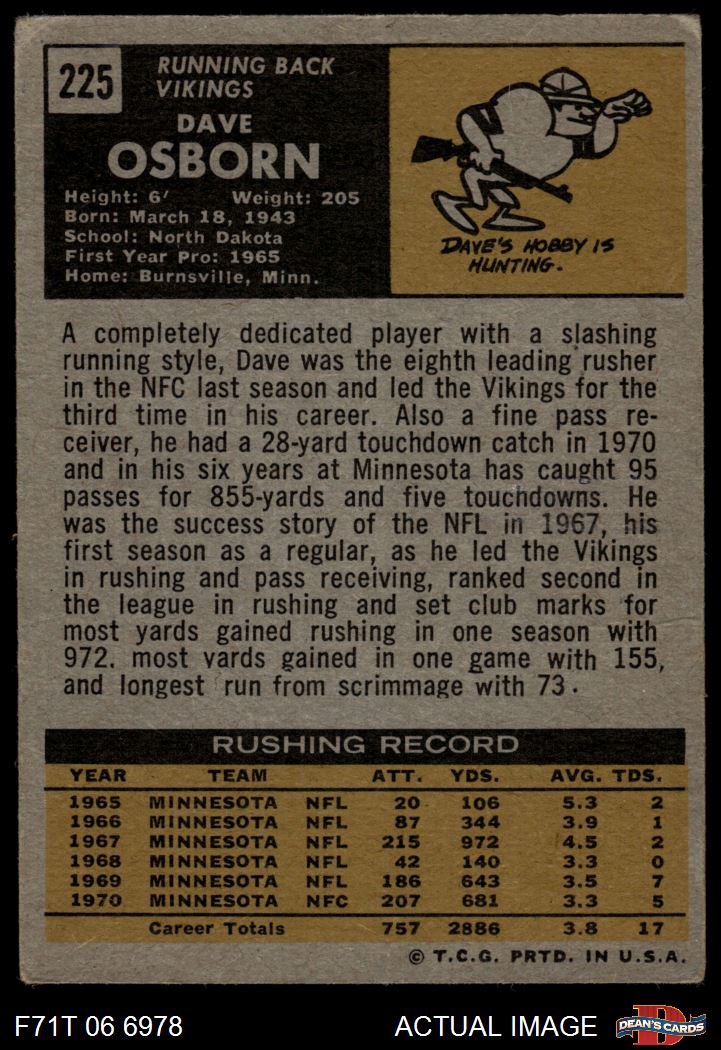 225
RUNNING BACK
VIKINGS
DAVE
OSBORN
Height: 6' Weight: 205
Born: March 18, 1943
School: North Dakota
First Year Pro: 1965
Home: Burnsville, Minn.
DAVE'S HOBBY IS
HUNTING.
A completely dedicated player with a slashing
running style, Dave was the eighth leading rusher
in the NFC last season and led the Vikings for the
third time in his career. Also a fine pass re-
ceiver, he had a 28-yard touchdown catch in 1970
and in his six years at Minnesota has caught 95
passes for 855-yards and five touchdowns. He
was the success story of the NFL in 1967, his
first season as a regular, as he led the Vikings
in rushing and pass receiving, ranked second in
the league in rushing and set club marks for
most yards gained rushing in one season with
972. most yards gained in one game with 155,
and longest run from scrimmage with 73.
RUSHING RECORD
YEAR TEAM ATT. YDS. AVG. TDS.
1965 MINNESOTA NFL 20 106 5.3 2
1966 MINNESOTA NFL 87 344 3.9 1
1967 MINNESOTA NFL 215 972 4.5 2
1968 MINNESOTA NFL 42 140 3.3 0
1969 MINNESOTA NFL 186 643 3.5 7
1970 MINNESOTA NFC 207 681 3.3 5
Career Totals 757 2886 3.8 17
© T.C.G. PRTD. IN U.S.A.
F71T 06 6978 ACTUAL IMAGE
DEAN'S CARDS